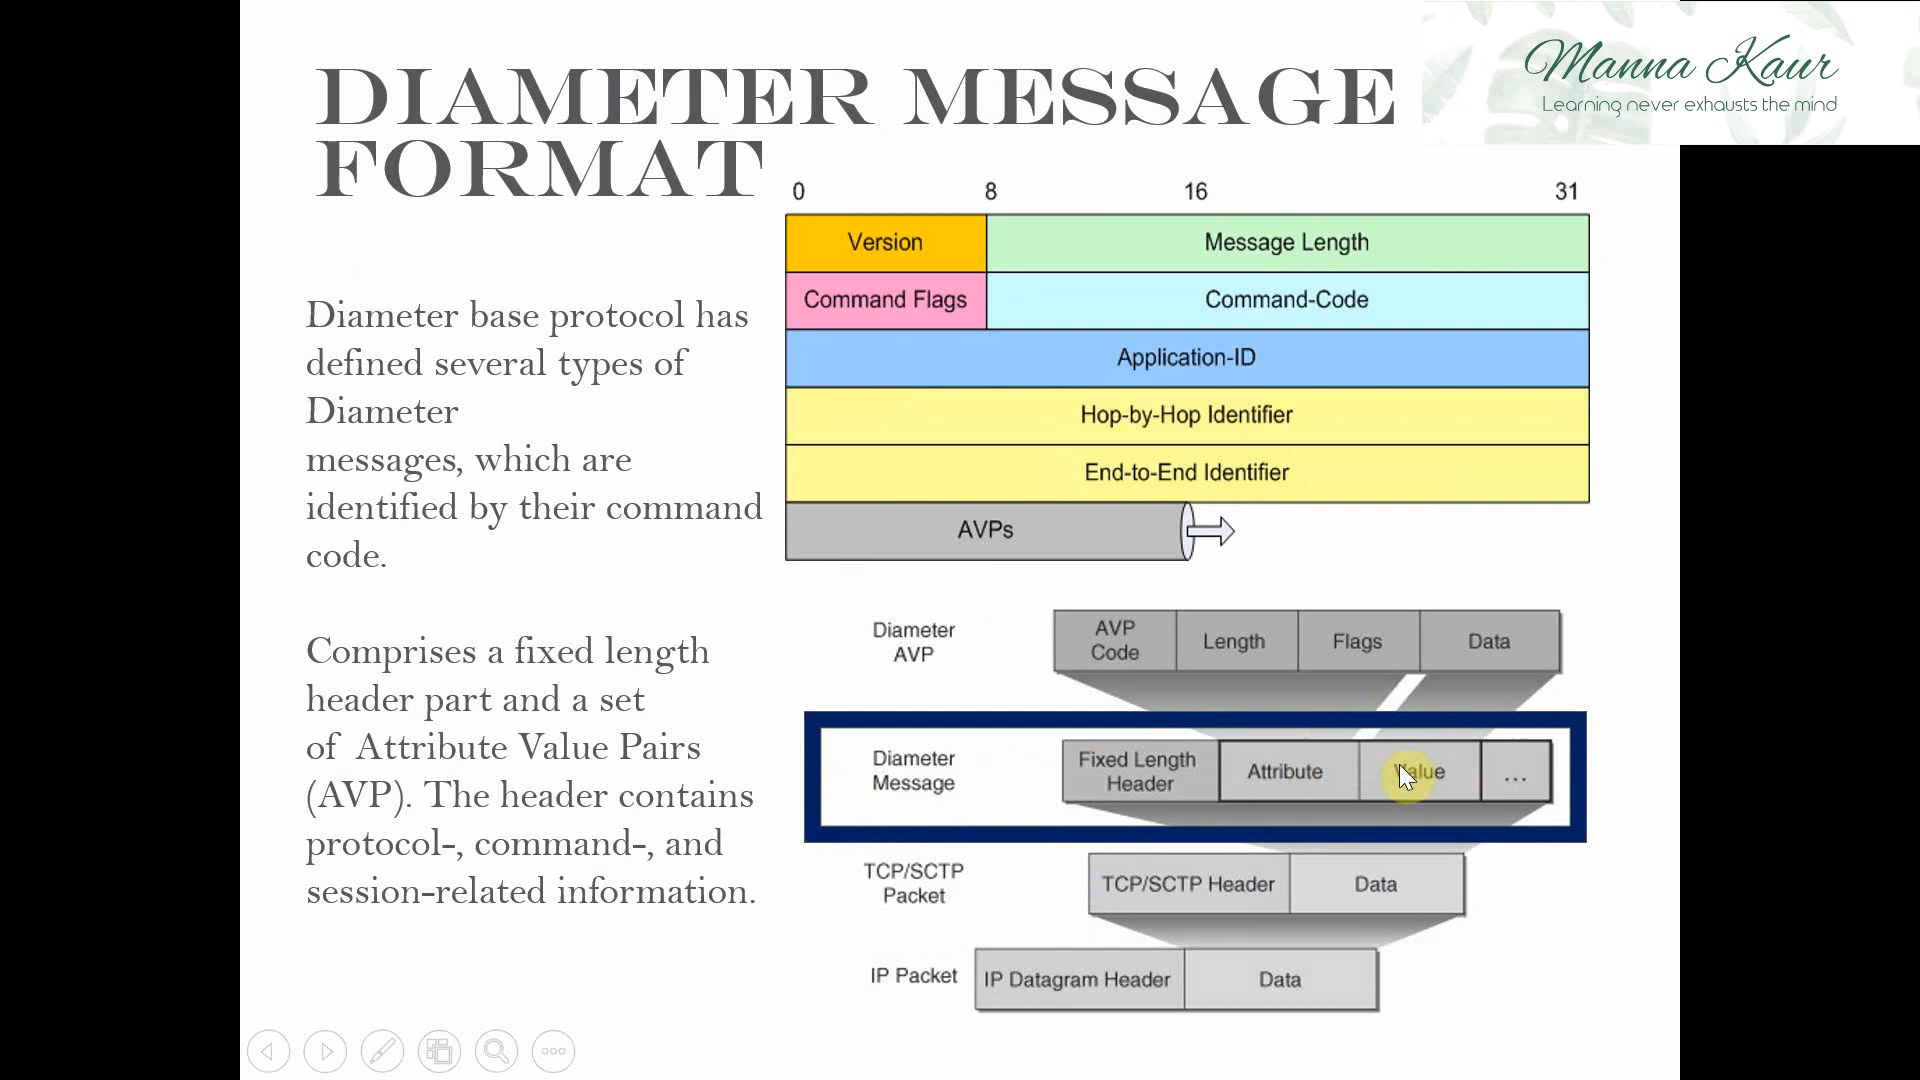 DIAMETER MESSAGE
FORMAT
Manna Kaur
Learning never exhausts the mind
Diameter base protocol has
defined several types of
Diameter
messages, which are
identified by their command
code.
Comprises a fixed length
header part and a set
of Attribute Value Pairs
(AVP). The header contains
protocol-, command-, and
session-related information.
0 8 16 31
Version Message Length
Command Flags Command-Code
Application-ID
Hop-by-Hop Identifier
End-to-End Identifier
AVPs
Diameter
AVP
AVP
Code
Length
Flags
Data
Diameter
Message
Fixed Length
Header
Attribute
Value
...
TCP/SCTP
Packet
TCP/SCTP Header
Data
IP Packet
IP Datagram Header
Data